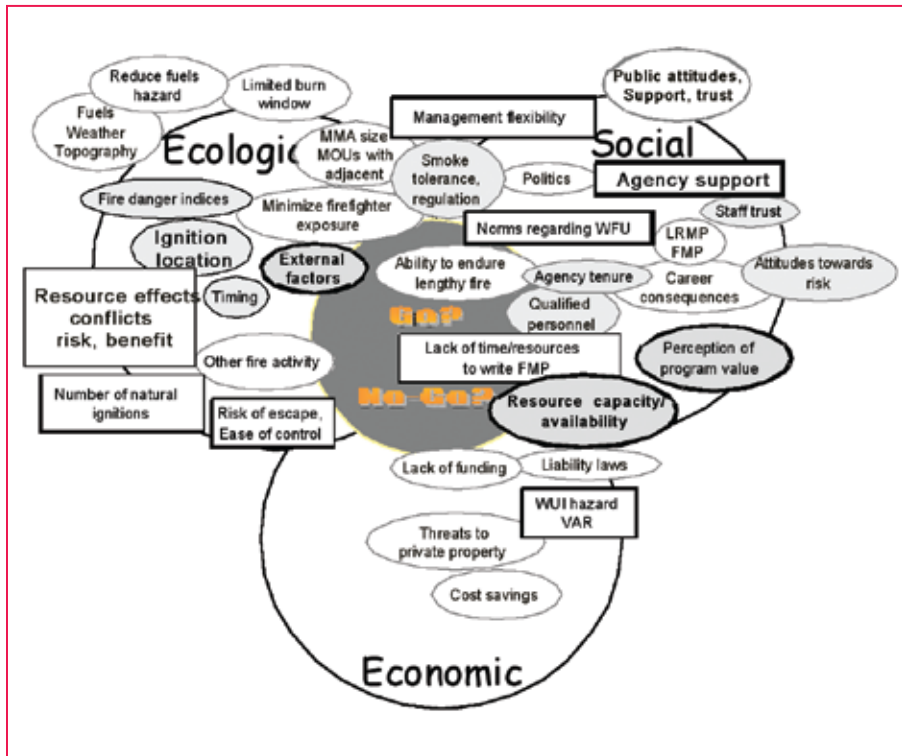 Reduce fuels
hazard
Limited burn
window
Public attitudes,
Support, trust
Fuels
Weather
Topography
Management flexibility
Ecologic
MMA size
MOUs with
adjacent
Social
Smoke
tolerance,
regulation
Politics
Agency support
Fire danger indices
Minimize firefighter
exposure
Staff trust
Norms regarding WFU
LRMP
FMP
Ignition
location
External
factors
Ability to endure
lengthy fire
Agency tenure
Career
consequences
Attitudes towards
risk
Resource effects
conflicts
risk, benefit
Timing
Qualified
personnel
Go?
Lack of time/resources
to write FMP
Perception of
program value
Other fire activity
Number of natural
ignitions
Risk of escape,
Ease of control
No-Go?
Resource capacity/
availability
Lack of funding
Liability laws
WUI hazard
VAR
Threats to
private property
Cost savings
Economic